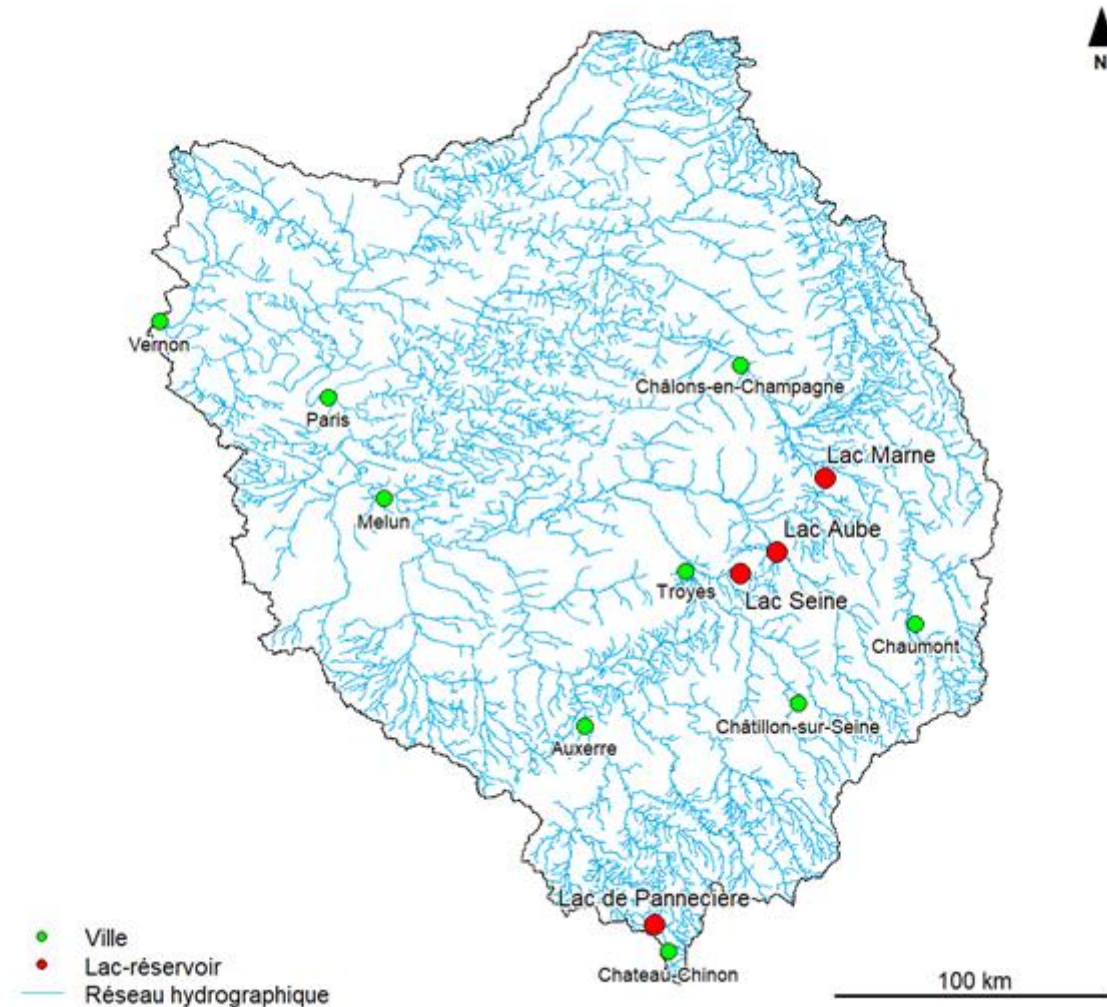 N
Vernon
Châlons-en-Champagne
Paris
Lac Marne
Melun
Lac Aube
Troyes
Lac Seine
Chaumont
Châtillon-sur-Seine
Auxerre
Lac de Pannecière
Chateau-Chinon
Ville
Lac-réservoir
Réseau hydrographique
100 km